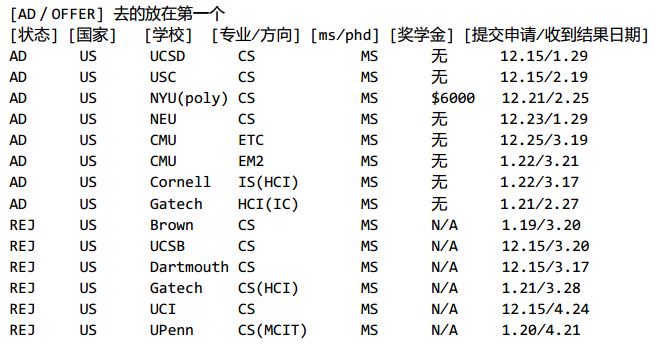 [AD/OFFER] 去的放在第一个
[状态] [国家] [学校] [专业/方向] [ms/phd] [奖学金] [提交申请/收到结果日期]
AD US UCSD CS MS 无 12.15/1.29
AD US USC CS MS 无 12.15/2.19
AD US NYU(poly) CS MS $6000 12.21/2.25
AD US NEU CS MS 无 12.23/1.29
AD US CMU ETC MS 无 12.25/3.19
AD US CMU EM2 MS 无 1.22/3.21
AD US Cornell IS(HCI) MS 无 1.22/3.17
AD US Gatech HCI(IC) MS 无 1.21/2.27
REJ US Brown CS MS N/A 1.19/3.20
REJ US UCSB CS MS N/A 12.15/3.20
REJ US Dartmouth CS MS N/A 12.15/3.17
REJ US Gatech CS(HCI) MS N/A 1.21/3.28
REJ US UCI CS MS N/A 12.15/4.24
REJ US UPenn CS(MCIT) MS N/A 1.20/4.21